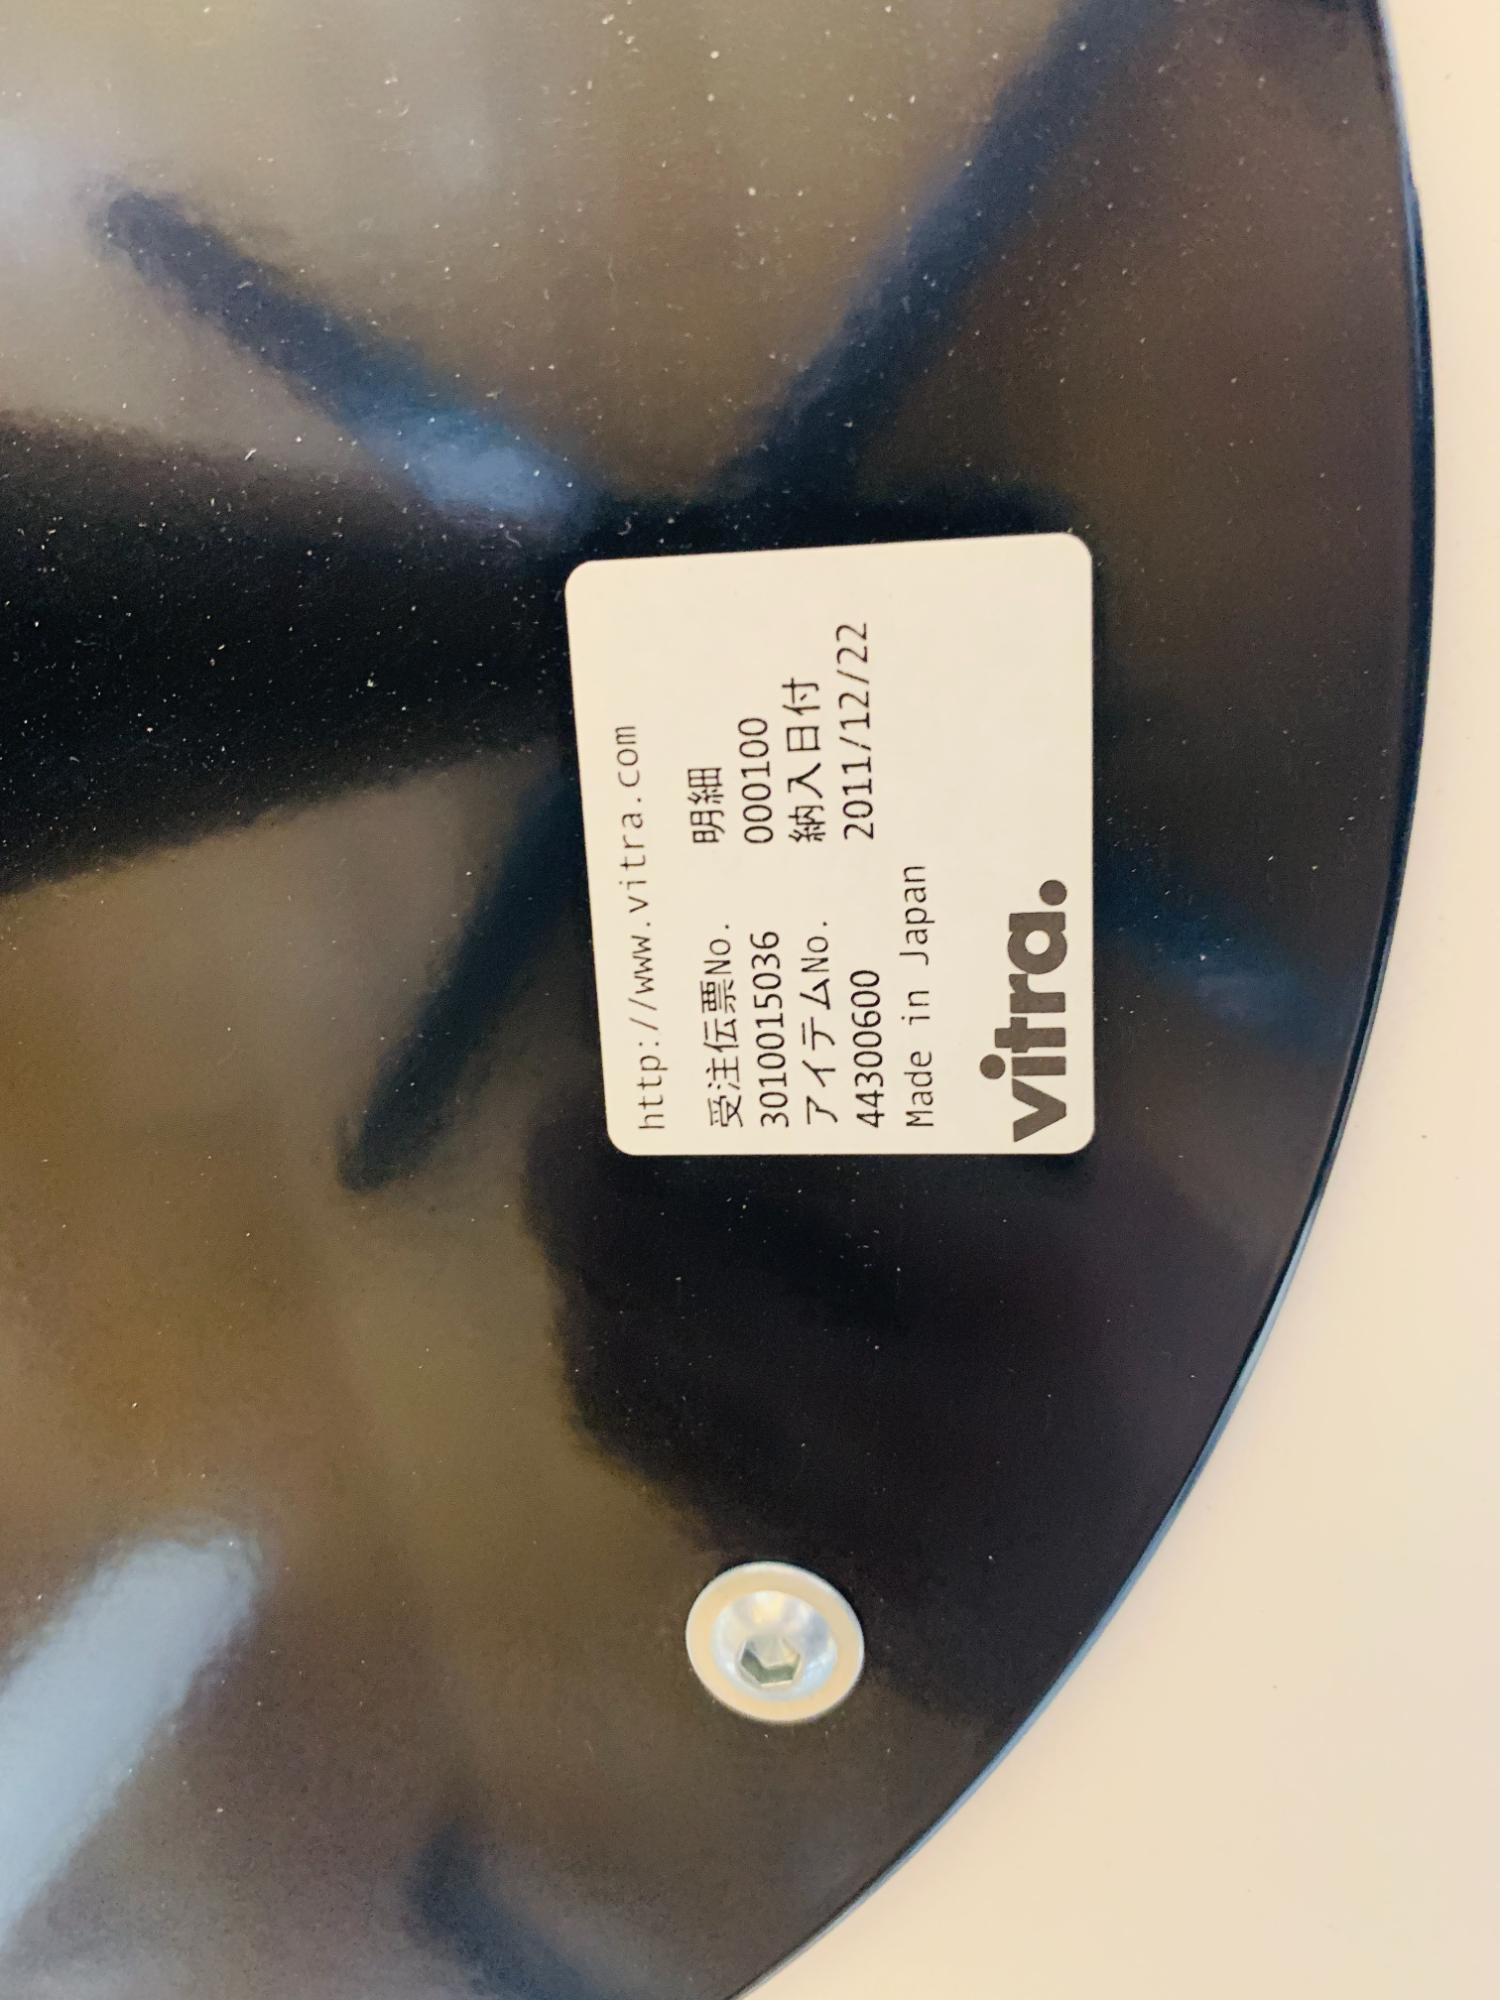 http://www.vitra.com
受注伝票No. 明細
3010015036 000100
アイテムNo. 納入日付
44300600 2011/12/22
Made in Japan
vitra.